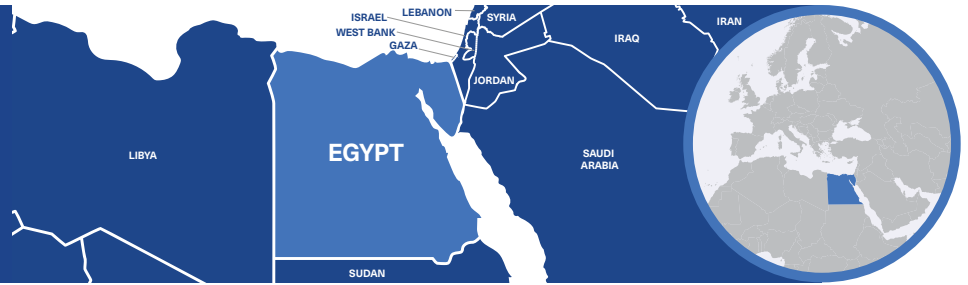 LEBANON
ISRAEL
SYRIA
IRAN
WEST BANK
IRAQ
GAZA
JORDAN
LIBYA
EGYPT
SAUDI
ARABIA
SUDAN